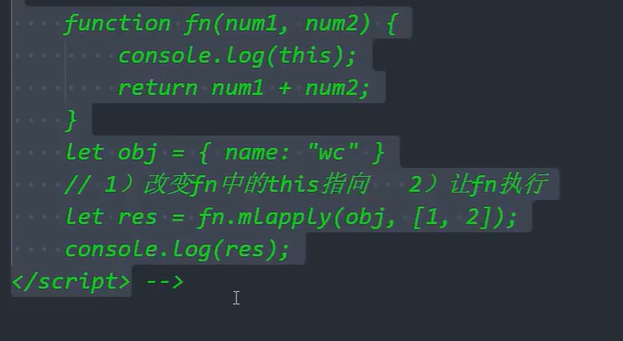 function fn(num1, num2) {
console.log(this);
return num1 + num2;
}
let obj = { name: "wc" }
// 1）改变fn中的this指向 2）让fn执行
let res = fn.mlapply(obj, [1, 2]);
console.log(res);
</script> -->